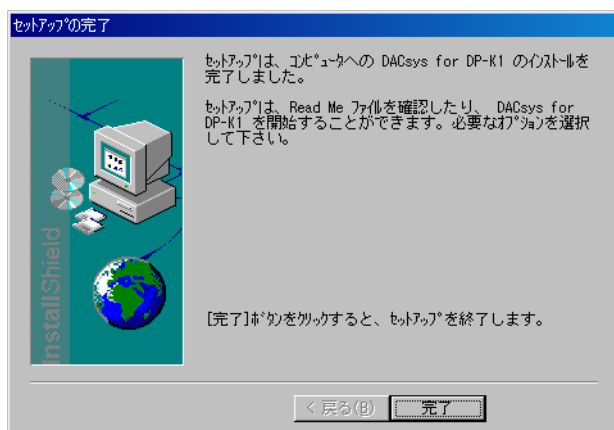 ｾｯﾄｱｯﾌﾟの完了
ｾｯﾄｱｯﾌﾟは、ｺﾝﾋﾟｭｰﾀへの DACsys for DP-K1 のｲﾝｽﾄｰﾙを
完了しました。
ｾｯﾄｱｯﾌﾟは、Read Me ﾌｧｲﾙを確認したり、 DACsys for
DP-K1 を開始することができます。必要なｵﾌﾟｼｮﾝを選択
して下さい。
InstallShield
[完了]ﾎﾞﾀﾝをｸﾘｯｸすると、ｾｯﾄｱｯﾌﾟを終了します。
< 戻る(B)
完了